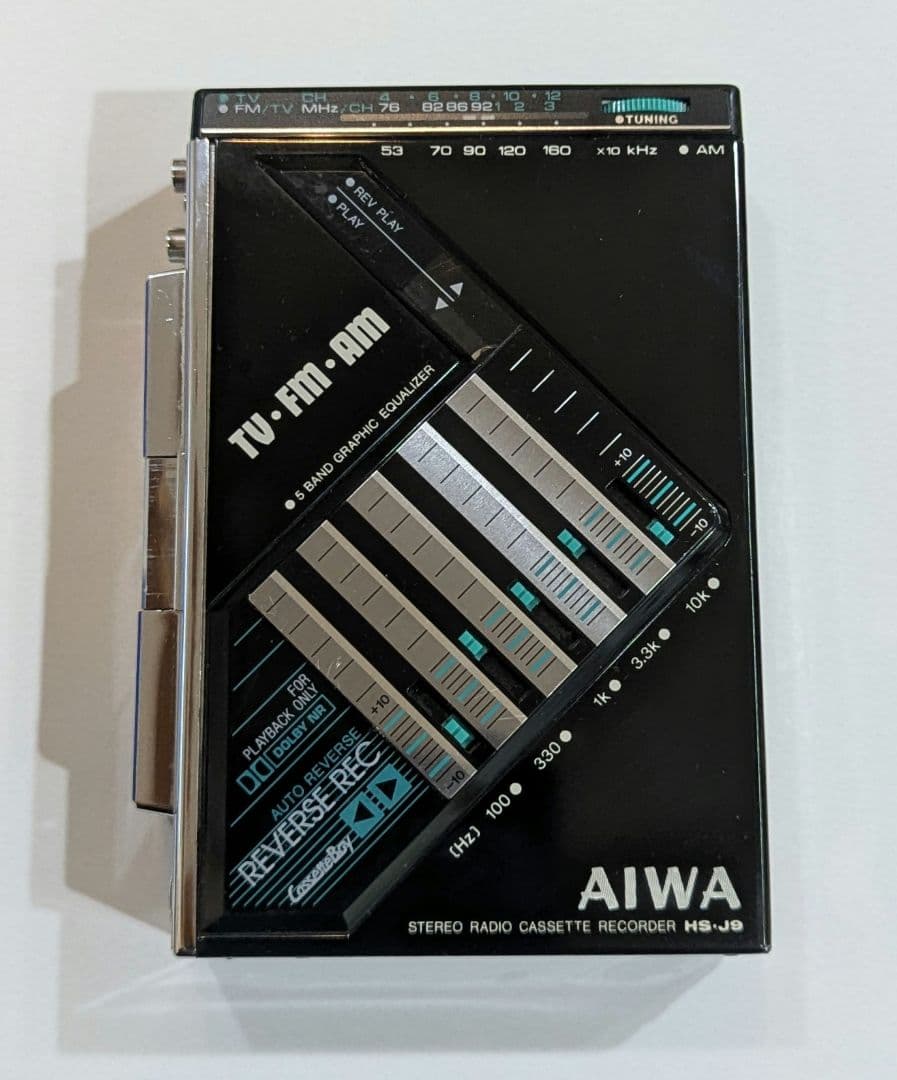 TV CH 4 6 8 10 12
FM/TV MHz/CH 76 82 86 92 1 2 3
TUNING
53 70 90 120 160 ×10 kHz AM
REV PLAY
PLAY
TV•FM•AM
5 BAND GRAPHIC EQUALIZER
+10
-10
10k
3.3k
1k
330
100
[Hz]
+10
-10
FOR
PLAYBACK ONLY
DOLBY NR
AUTO REVERSE
REVERSE REC
CassetteBoy
AIWA
STEREO RADIO CASSETTE RECORDER HS-J9